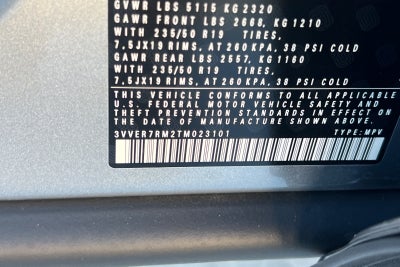 GVWR LBS 5115 KG2320
GAWR FRONT LBS 2668, KG1210
WITH 235/50 R19 TIRES,
7.5JX19 RIMS, AT 260 KPA, 38 PSI COLD
GAWR REAR LBS 2557, KG1160
WITH 235/50 R19 TIRES,
7.5JX19 RIMS, AT 260 KPA, 38 PSI COLD
THIS VEHICLE CONFORMS TO ALL APPLICABLE
U.S. FEDERAL MOTOR VEHICLE SAFETY AND
THEFT PREVENTION STANDARDS IN EFFECT ON
THE DATE OF MANUFACTURE SHOWN ABOVE.
3VVER7RM2TM023101 TYPE: MPV